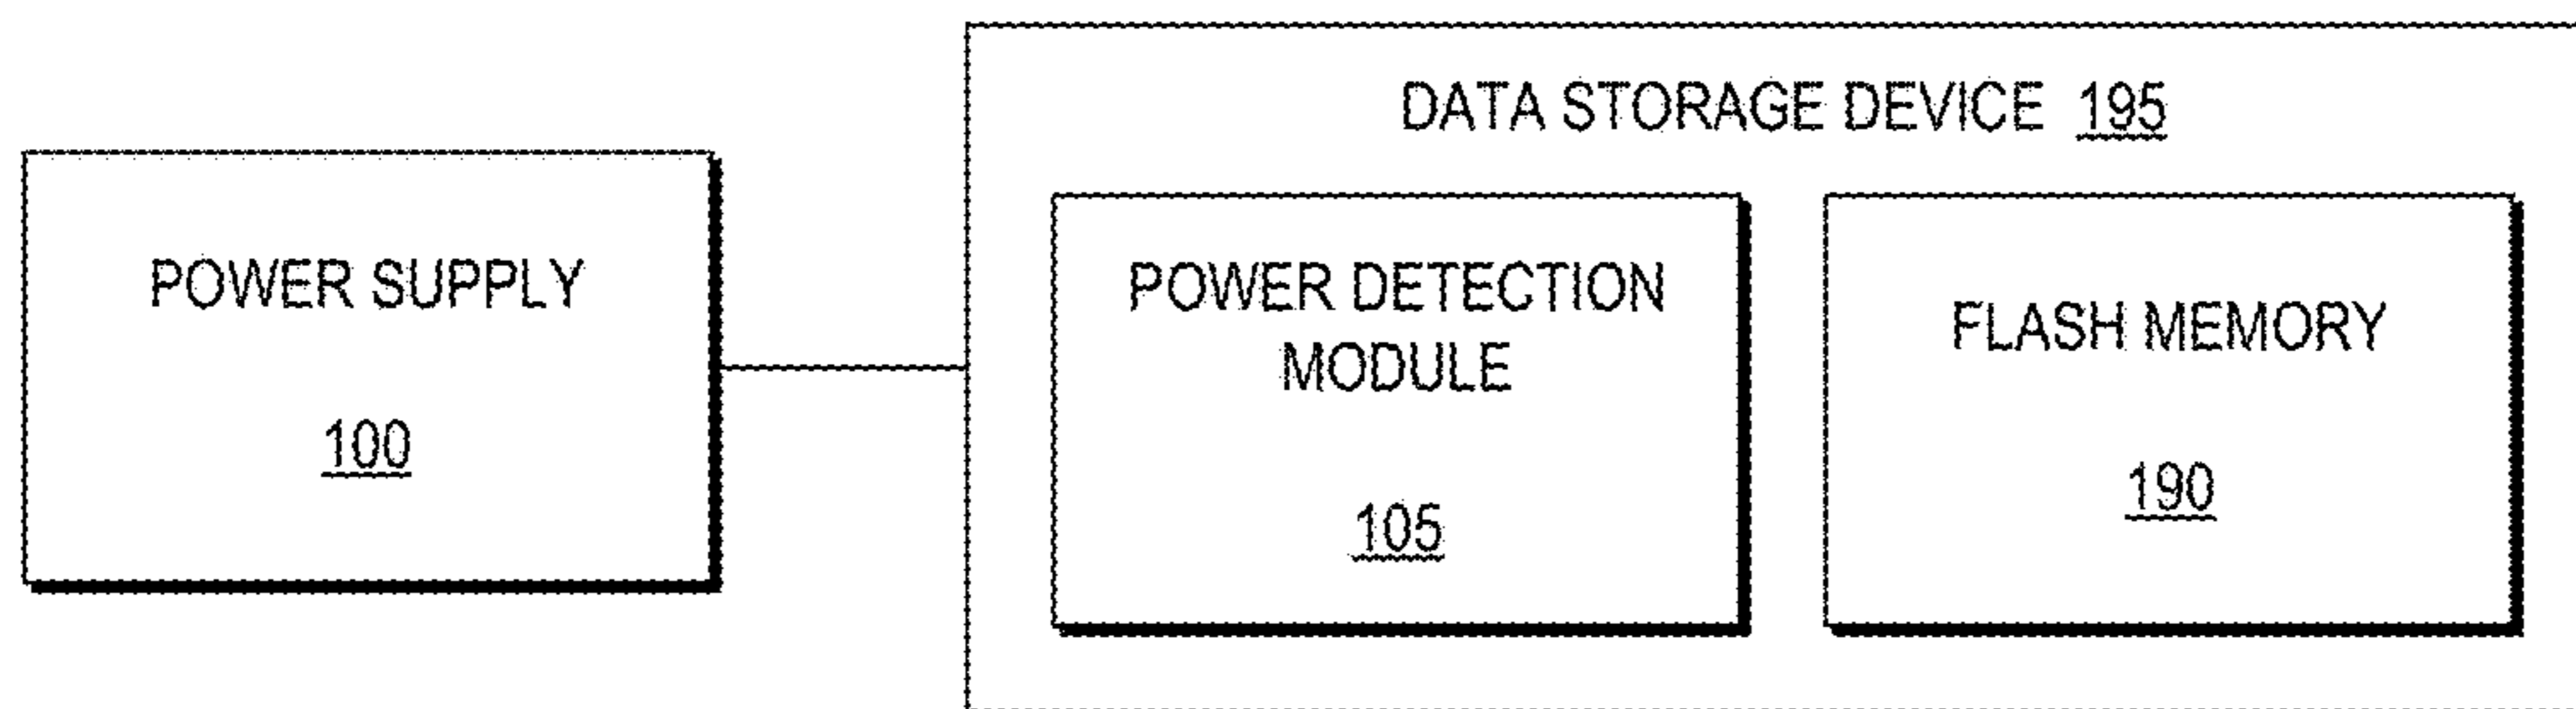 DATA STORAGE DEVICE 195
POWER SUPPLY
100
POWER DETECTION
MODULE
105
FLASH MEMORY
190